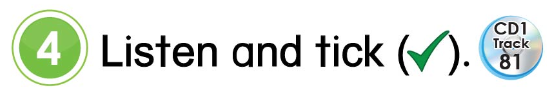 4 Listen and tick (✓).
CD1
Track
81